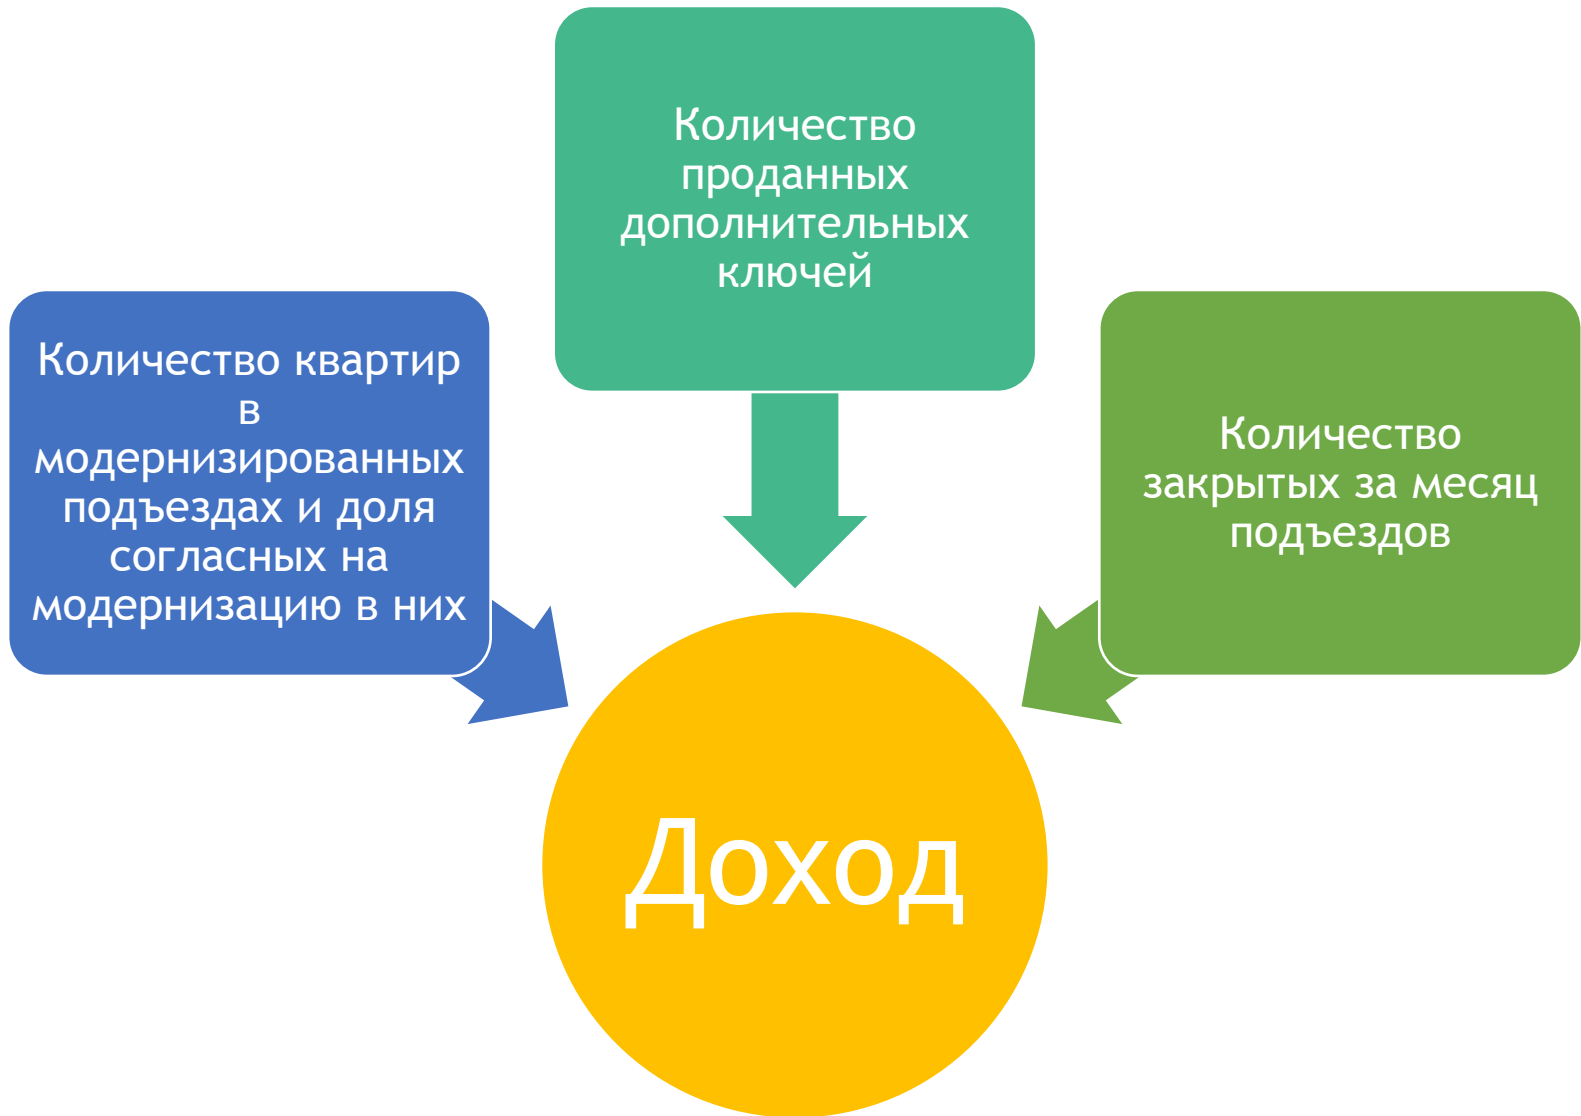 Количество
проданных
дополнительных
ключей
Количество квартир
в
модернизированных
подъездах и доля
согласных на
модернизацию в них
Количество
закрытых за месяц
подъездов
Доход